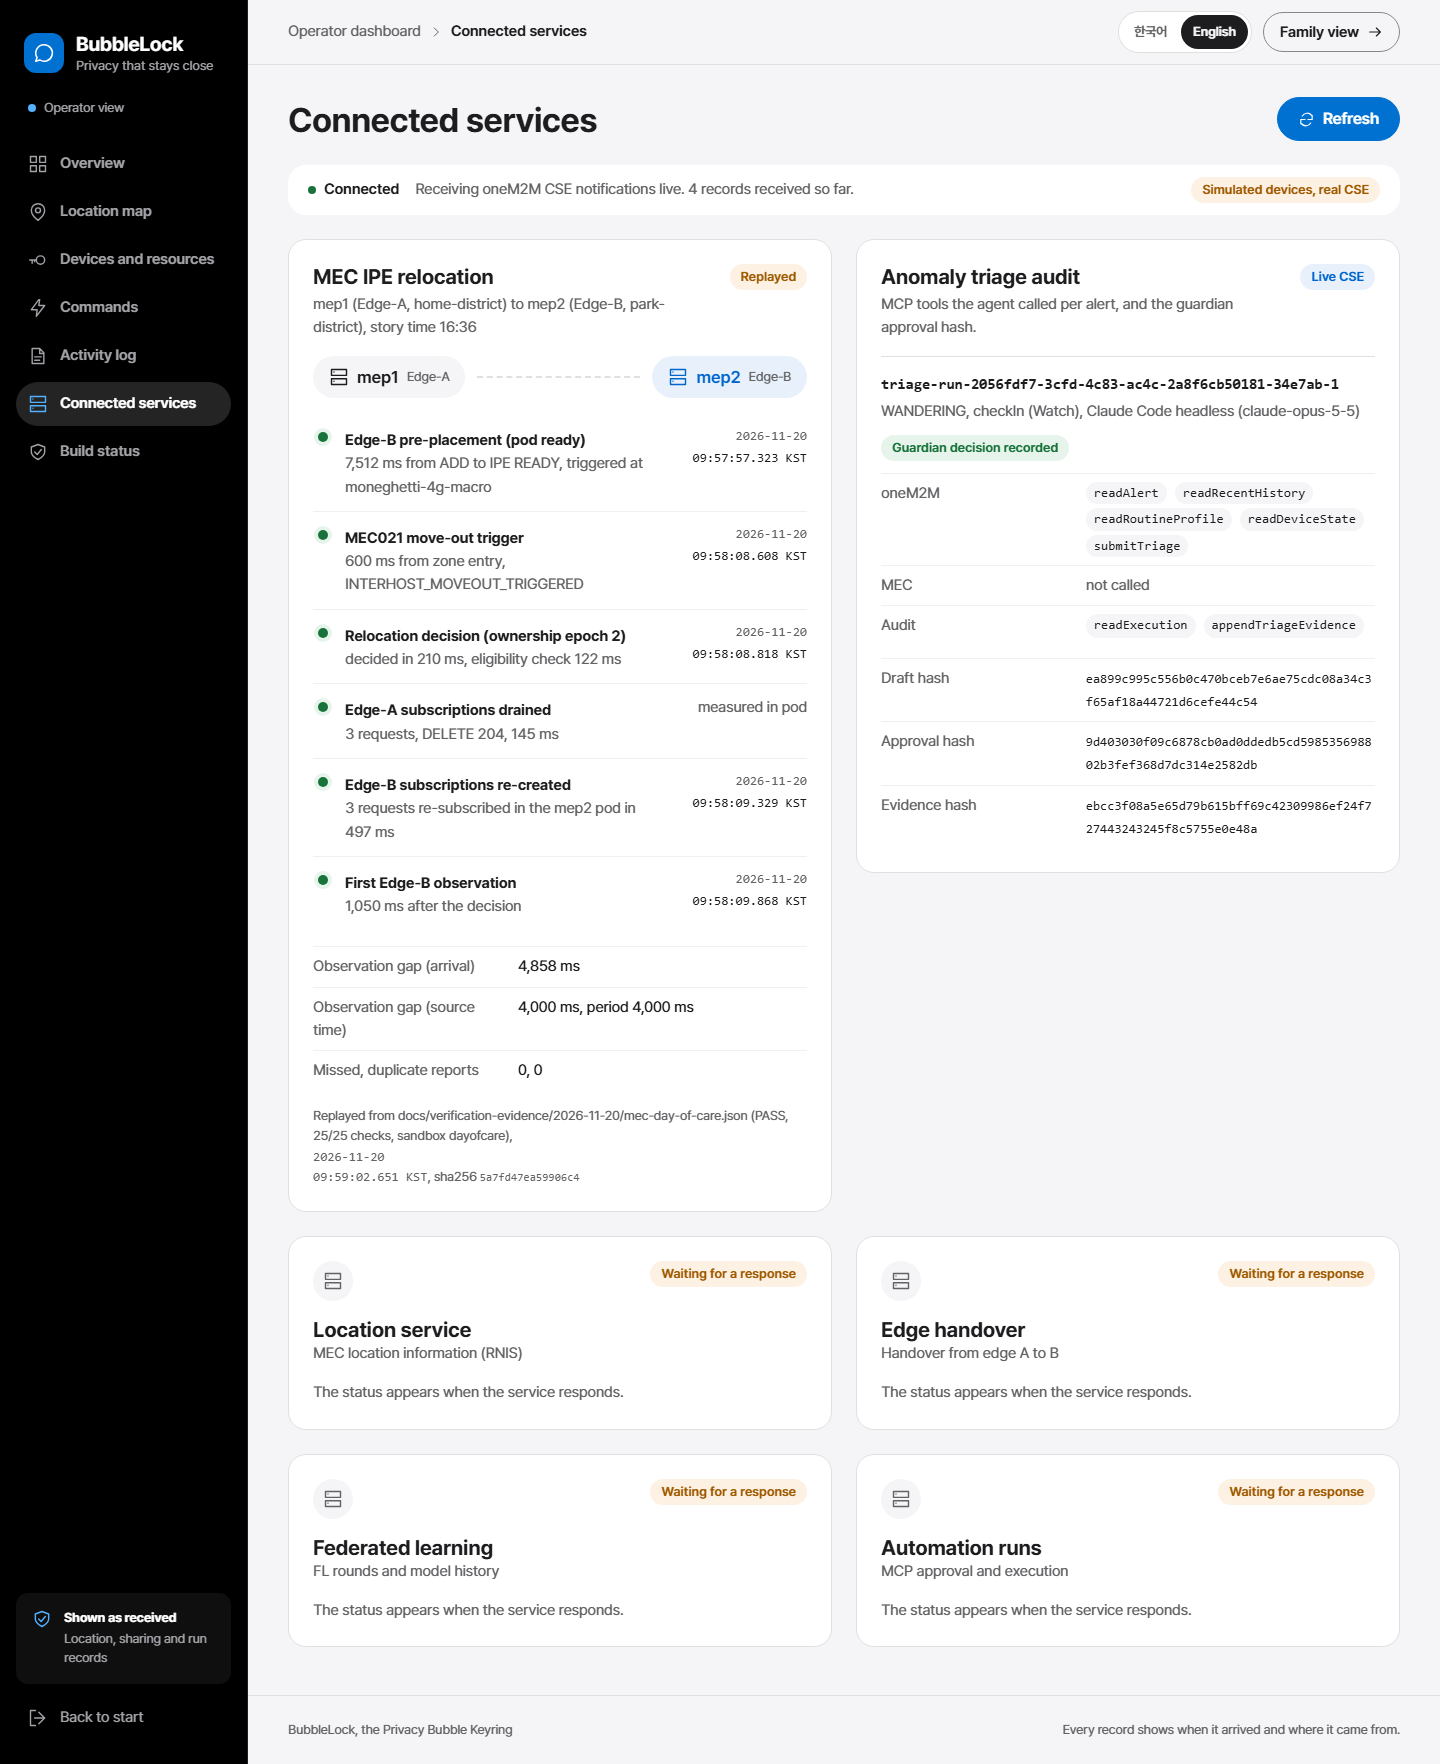 BubbleLock
Privacy that stays close
Operator view
Overview
Location map
Devices and resources
Commands
Activity log
Connected services
Build status
Shown as received
Location, sharing and run
records
Back to start
Operator dashboard > Connected services
한국어 English
Family view →
Connected services
Refresh
Connected Receiving oneM2M CSE notifications live. 4 records received so far.
Simulated devices, real CSE
MEC IPE relocation
Replayed
mep1 (Edge-A, home-district) to mep2 (Edge-B, park-
district), story time 16:36
mep1 Edge-A
mep2 Edge-B
Edge-B pre-placement (pod ready)
7,512 ms from ADD to IPE READY, triggered at
moneghetti-4g-macro
2026-11-20
09:57:57.323 KST
MEC021 move-out trigger
600 ms from zone entry,
INTERHOST_MOVEOUT_TRIGGERED
2026-11-20
09:58:08.608 KST
Relocation decision (ownership epoch 2)
decided in 210 ms, eligibility check 122 ms
2026-11-20
09:58:08.818 KST
Edge-A subscriptions drained
3 requests, DELETE 204, 145 ms
measured in pod
Edge-B subscriptions re-created
3 requests re-subscribed in the mep2 pod in
497 ms
2026-11-20
09:58:09.329 KST
First Edge-B observation
1,050 ms after the decision
2026-11-20
09:58:09.868 KST
Observation gap (arrival) 4,858 ms
Observation gap (source
time)
4,000 ms, period 4,000 ms
Missed, duplicate reports 0, 0
Replayed from docs/verification-evidence/2026-11-20/mec-day-of-care.json (PASS,
25/25 checks, sandbox dayofcare),
2026-11-20
09:59:02.651 KST, sha256 5a7fd47ea59906c4
Anomaly triage audit
Live CSE
MCP tools the agent called per alert, and the guardian
approval hash.
triage-run-2056fdf7-3cfd-4c83-ac4c-2a8f6cb50181-34e7ab-1
WANDERING, checkIn (Watch), Claude Code headless (claude-opus-5-5)
Guardian decision recorded
oneM2M
readAlert readRecentHistory
readRoutineProfile readDeviceState
submitTriage
MEC not called
Audit readExecution appendTriageEvidence
Draft hash
ea899c995c556b0c470bceb7e6ae75cdc08a34c3
f65af18a44721d6cefe44c54
Approval hash
9d403030f09c6878cb0ad0ddedb5cd5985356988
02b3fef368d7dc314e2582db
Evidence hash
ebcc3f08a5e65d79b615bff69c42309986ef24f7
27443243245f8c5755e0e48a
Waiting for a response
Location service
MEC location information (RNIS)
The status appears when the service responds.
Waiting for a response
Edge handover
Handover from edge A to B
The status appears when the service responds.
Waiting for a response
Federated learning
FL rounds and model history
The status appears when the service responds.
Waiting for a response
Automation runs
MCP approval and execution
The status appears when the service responds.
BubbleLock, the Privacy Bubble Keyring
Every record shows when it arrived and where it came from.